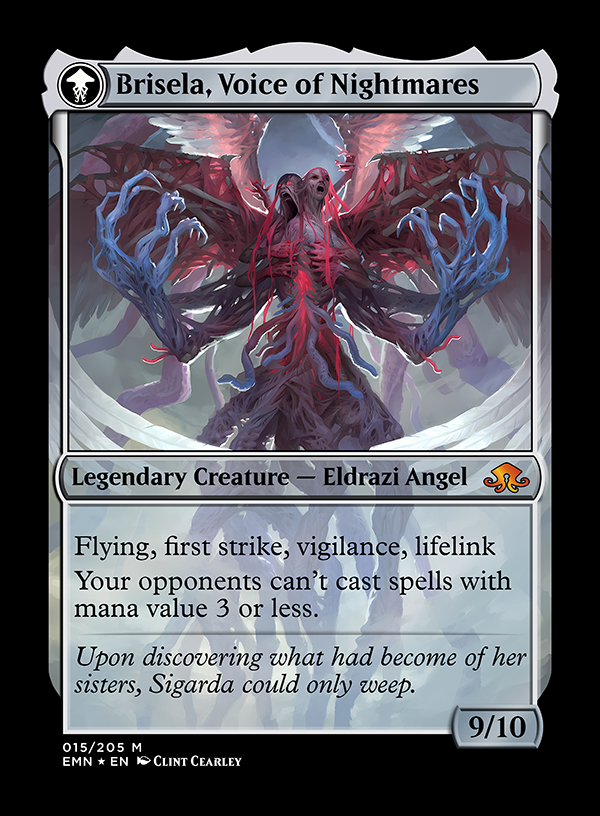 Brisela, Voice of Nightmares
Legendary Creature — Eldrazi Angel
Flying, first strike, vigilance, lifelink
Your opponents can't cast spells with
mana value 3 or less.
Upon discovering what had become of her
sisters, Sigarda could only weep.
9/10
015/205 M
EMN ★ EN Clint Cearley